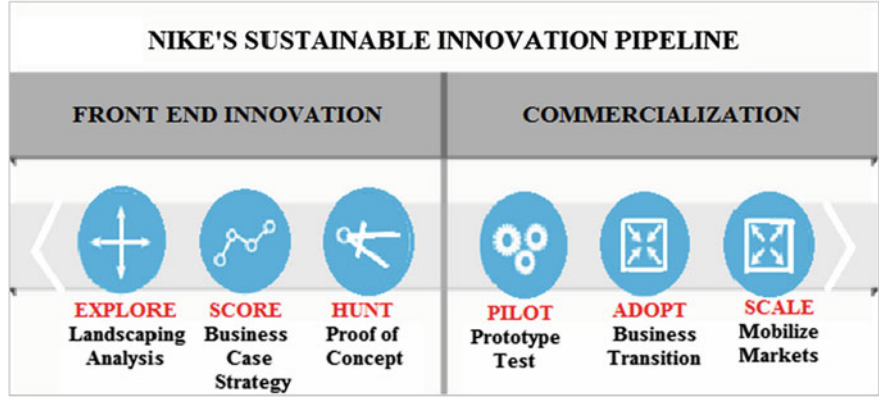 NIKE'S SUSTAINABLE INNOVATION PIPELINE
FRONT END INNOVATION
COMMERCIALIZATION
EXPLORE
Landscaping
Analysis
SCORE
Business
Case
Strategy
HUNT
Proof of
Concept
PILOT
Prototype
Test
ADOPT
Business
Transition
SCALE
Mobilize
Markets